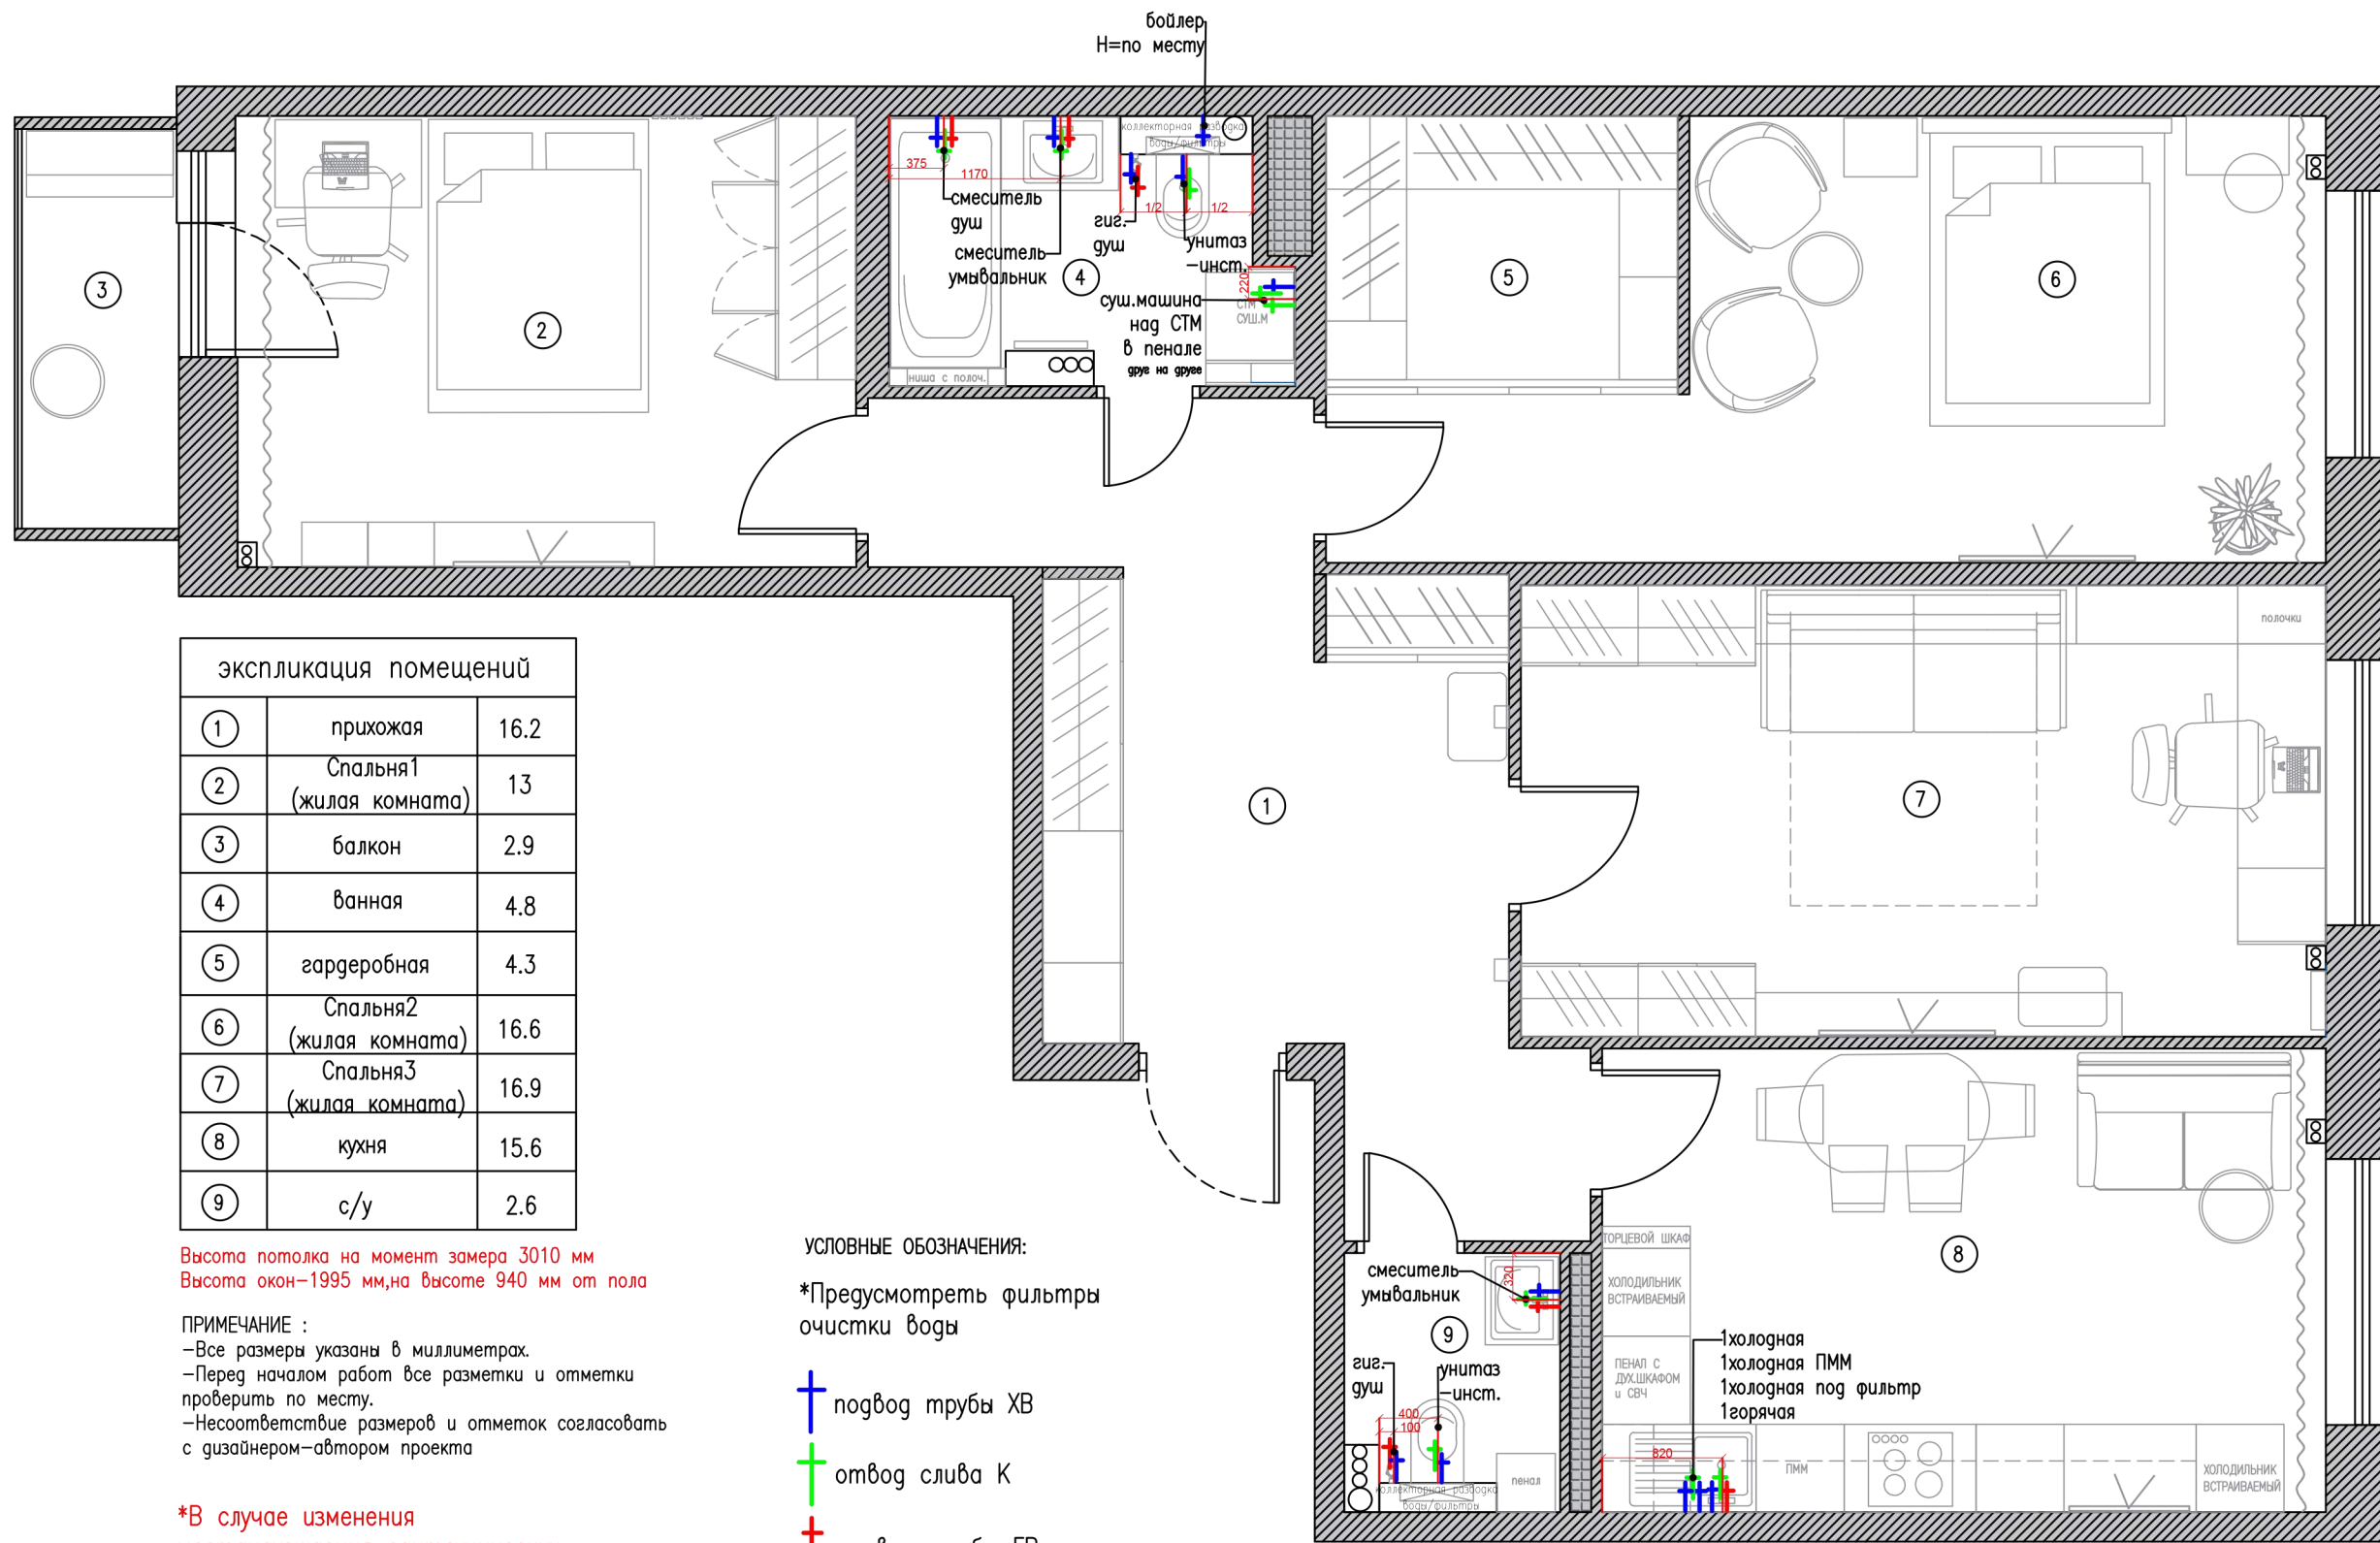 бойлер
Н=по месту
коллекторная разводка
воды/фильтры
375
1170
1/2
1/2
смеситель
душ
гиг.
душ
унитаз
-инст.
смеситель
умывальник
220
суш.машина
над СТМ
в пенале
друг на друге
СТМ
СУШ.М
ниша с полоч.
3
2
4
5
6
полочки
1
7
экспликация помещений
1 прихожая 16.2
2 Спальня1 (жилая комната) 13
3 балкон 2.9
4 ванная 4.8
5 гардеробная 4.3
6 Спальня2 (жилая комната) 16.6
7 Спальня3 (жилая комната) 16.9
8 кухня 15.6
9 с/у 2.6
Высота потолка на момент замера 3010 мм
Высота окон-1995 мм,на высоте 940 мм от пола
ПРИМЕЧАНИЕ :
-Все размеры указаны в миллиметрах.
-Перед началом работ все разметки и отметки
проверить по месту.
-Несоответствие размеров и отметок согласовать
с дизайнером-автором проекта
*В случае изменения
УСЛОВНЫЕ ОБОЗНАЧЕНИЯ:
*Предусмотреть фильтры
очистки воды
подвод трубы ХВ
отвод слива К
смеситель
умывальник
320
9
гиг.
душ
унитаз
-инст.
400
100
коллекторная разводка
воды/фильтры
пенал
8
ТОРЦЕВОЙ ШКАФ
ХОЛОДИЛЬНИК
ВСТРАИВАЕМЫЙ
ПЕНАЛ С
ДУХ.ШКАФОМ
и СВЧ
1холодная
1холодная ПММ
1холодная под фильтр
1горячая
820
ПММ
ХОЛОДИЛЬНИК
ВСТРАИВАЕМЫЙ